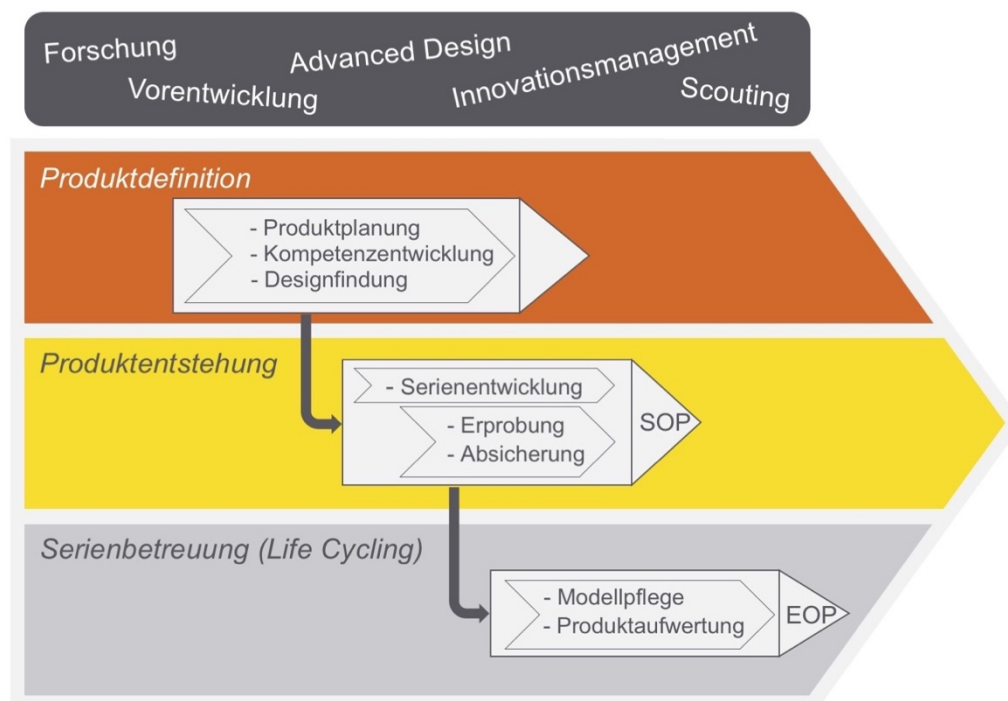 Forschung
Advanced Design
Innovationsmanagement
Vorentwicklung
Scouting
Produktdefinition
- Produktplanung
- Kompetenzentwicklung
- Designfindung
Produktentstehung
- Serienentwicklung
- Erprobung
- Absicherung
SOP
Serienbetreuung (Life Cycling)
- Modellpflege
- Produktaufwertung
EOP